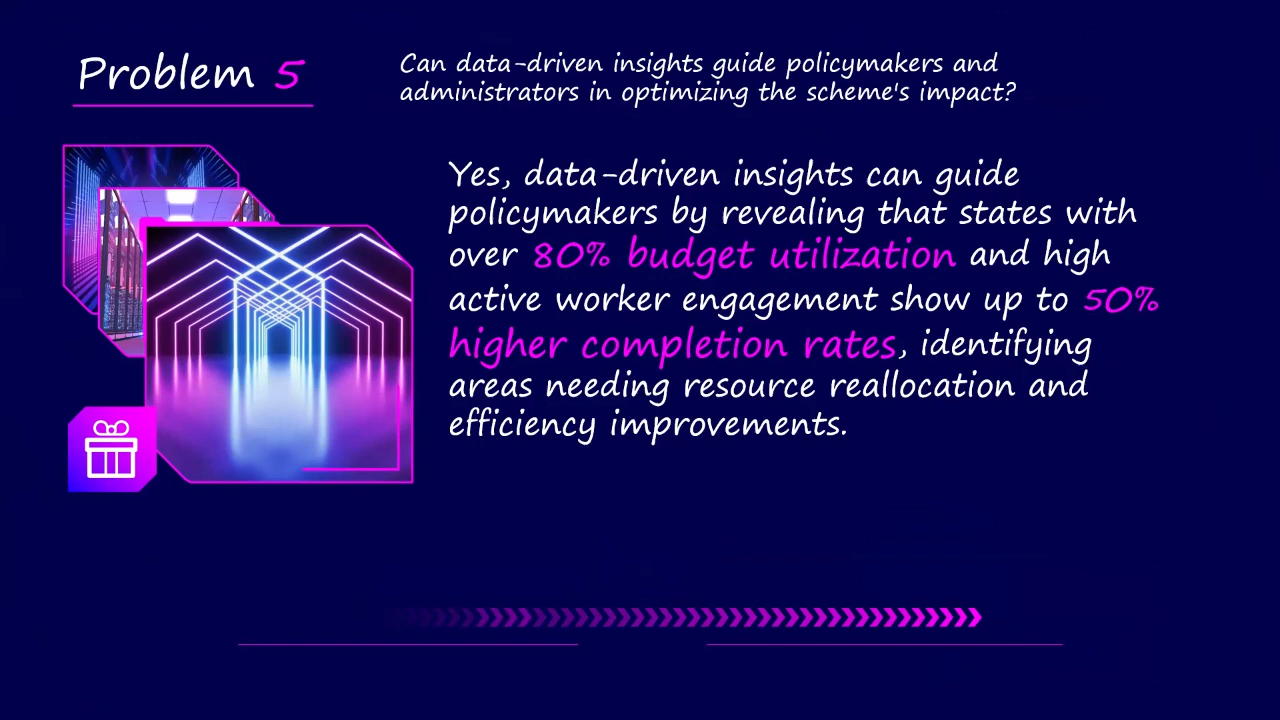 Problem 5
Can data-driven insights guide policymakers and
administrators in optimizing the scheme's impact?
Yes, data-driven insights can guide
policymakers by revealing that states with
over 80% budget utilization and high
active worker engagement show up to 50%
higher completion rates, identifying
areas needing resource reallocation and
efficiency improvements.